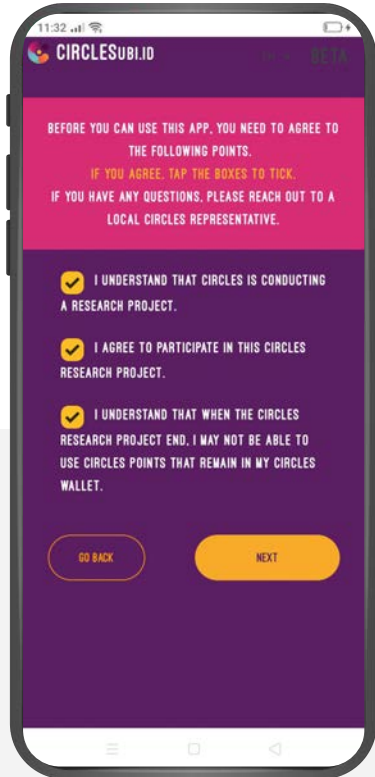 11:32
CIRCLESUBI.ID
BETA
BEFORE YOU CAN USE THIS APP, YOU NEED TO AGREE TO
THE FOLLOWING POINTS.
IF YOU AGREE, TAP THE BOXES TO TICK.
IF YOU HAVE ANY QUESTIONS, PLEASE REACH OUT TO A
LOCAL CIRCLES REPRESENTATIVE.
I UNDERSTAND THAT CIRCLES IS CONDUCTING
A RESEARCH PROJECT.
I AGREE TO PARTICIPATE IN THIS CIRCLES
RESEARCH PROJECT.
I UNDERSTAND THAT WHEN THE CIRCLES
RESEARCH PROJECT END, I MAY NOT BE ABLE TO
USE CIRCLES POINTS THAT REMAIN IN MY CIRCLES
WALLET.
GO BACK
NEXT